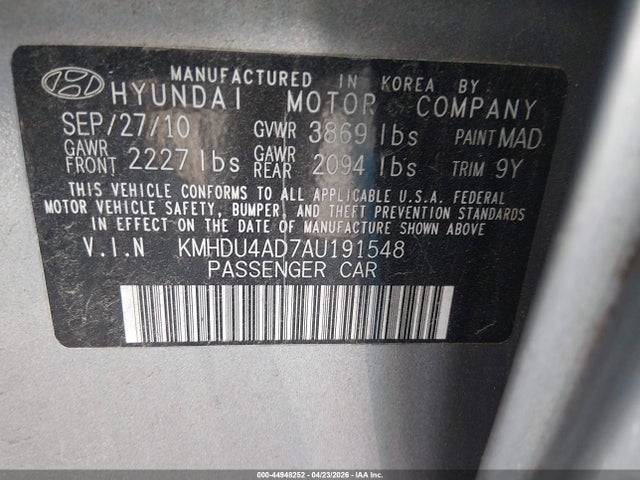 MANUFACTURED IN KOREA BY
HYUNDAI MOTOR COMPANY
SEP/27/10 GVWR 3869 lbs PAINT MAD
GAWR FRONT 2227 lbs GAWR REAR 2094 lbs TRIM 9Y
THIS VEHICLE CONFORMS TO ALL APPLICABLE U.S.A. FEDERAL
MOTOR VEHICLE SAFETY, BUMPER, AND THEFT PREVENTION STANDARDS
IN EFFECT ON THE DATE OF MANUFACTURE SHOWN ABOVE.
V.I.N KMHDU4AD7AU191548
PASSENGER CAR
000-44948252 - 04/23/2026 - IAA Corp.